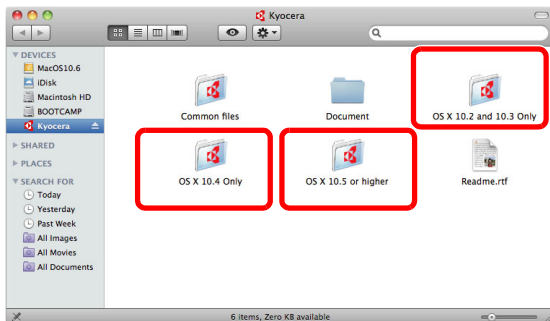 Kyocera
DEVICES
MacOS10.6
iDisk
Macintosh HD
BOOTCAMP
Kyocera
SHARED
PLACES
SEARCH FOR
Today
Yesterday
Past Week
All Images
All Movies
All Documents
Common files
Document
OS X 10.2 and 10.3 Only
OS X 10.4 Only
OS X 10.5 or higher
Readme.rtf
6 items, Zero KB available